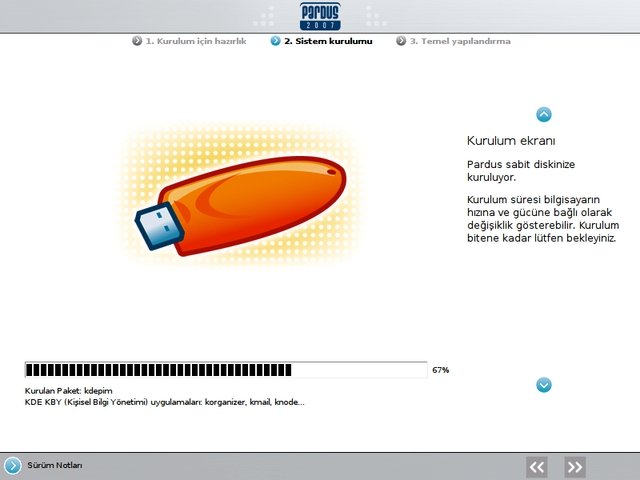 PARDUS
2007
1. Kurulum için hazırlık
2. Sistem kurulumu
3. Temel yapılandırma
Kurulum ekranı
Pardus sabit diskinize
kuruluyor.
Kurulum süresi bilgisayarın
hızına ve gücüne bağlı olarak
değişiklik gösterebilir. Kurulum
bitene kadar lütfen bekleyiniz.
67%
Kurulan Paket: kdepim
KDE KBY (Kişisel Bilgi Yönetimi) uygulamaları: korganizer, kmail, knode...
Sürüm Notları